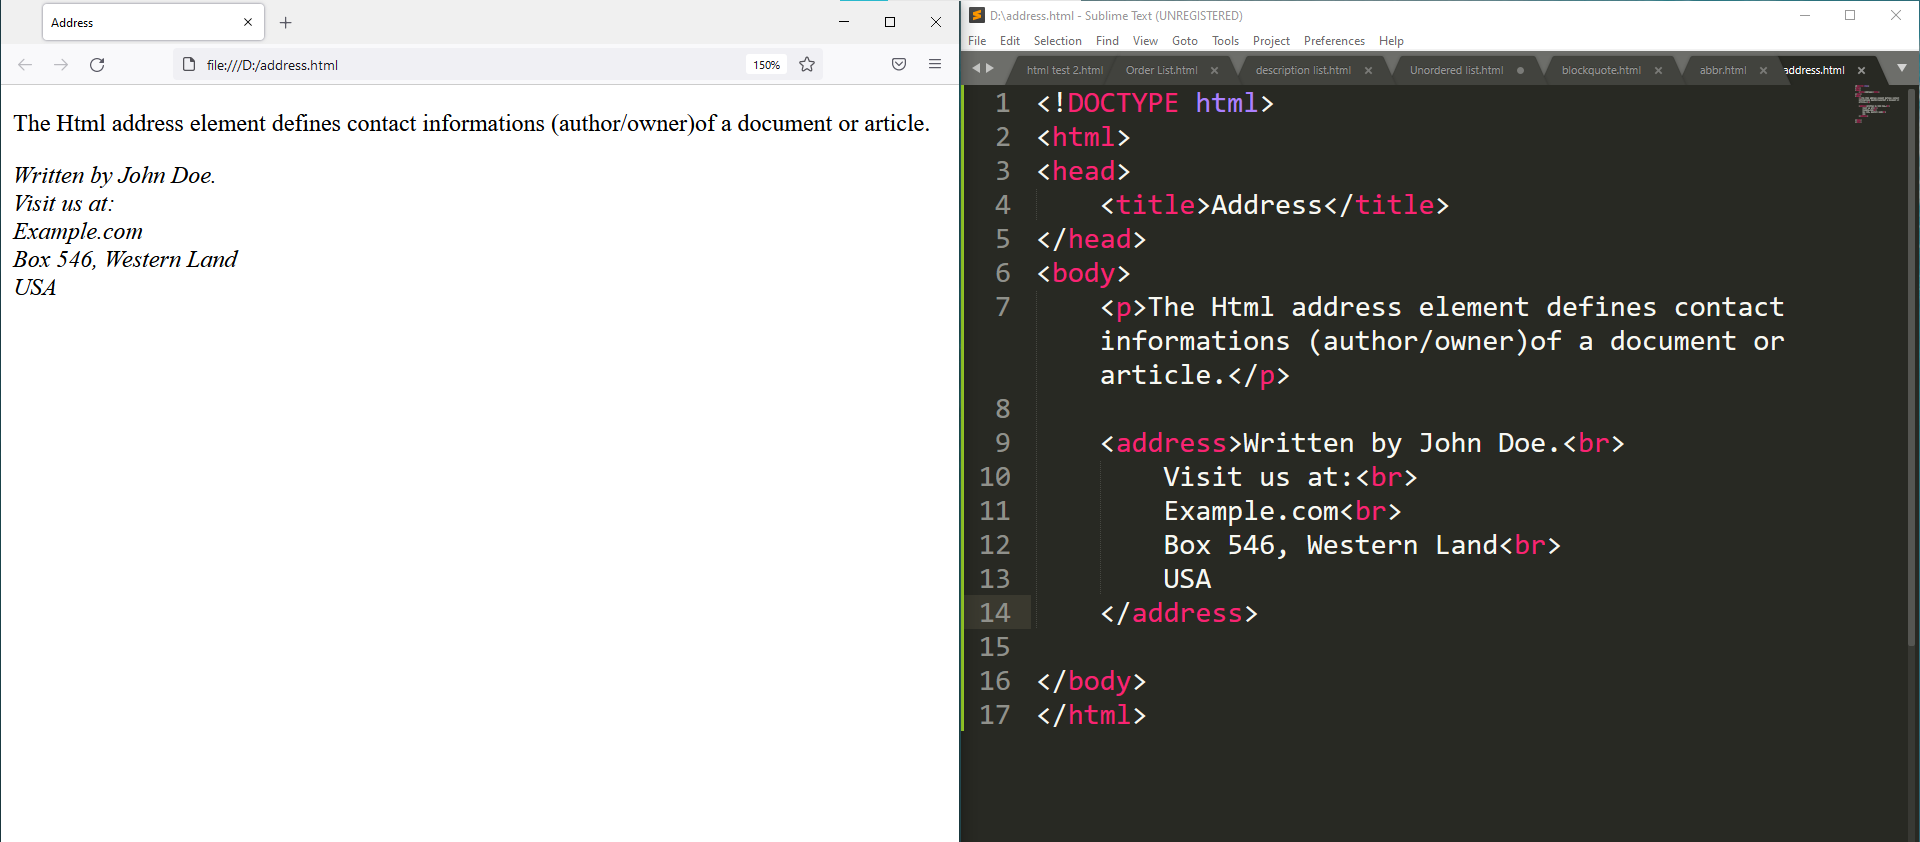 Address
file:///D:/address.html
150%
The Html address element defines contact informations (author/owner)of a document or article.
Written by John Doe.
Visit us at:
Example.com
Box 546, Western Land
USA
D:\address.html - Sublime Text (UNREGISTERED)
File Edit Selection Find View Goto Tools Project Preferences Help
html test 2.html Order List.html description list.html Unordered list.html blockquote.html abbr.html address.html
1 <!DOCTYPE html>
2 <html>
3 <head>
4 <title>Address</title>
5 </head>
6 <body>
7 <p>The Html address element defines contact
informations (author/owner)of a document or
article.</p>
8
9 <address>Written by John Doe.<br>
10 Visit us at:<br>
11 Example.com<br>
12 Box 546, Western Land<br>
13 USA
14 </address>
15
16 </body>
17 </html>